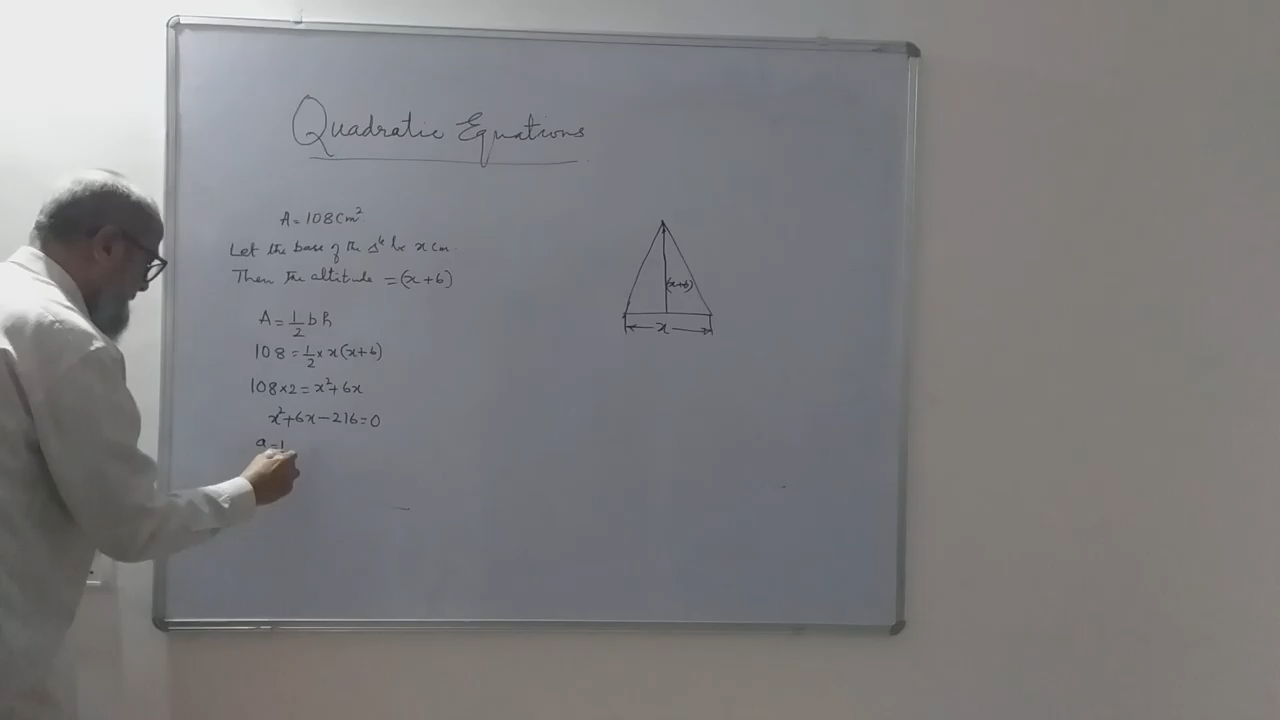 Quadratic Equations
A = 108 cm²
Let the base of the Δˡᵉ be x cm.
Then the altitude = (x+6)
A = 1/2 b h
108 = 1/2 × x(x+6)
108×2 = x²+6x
x²+6x−216=0
a=1
(x+6)
x